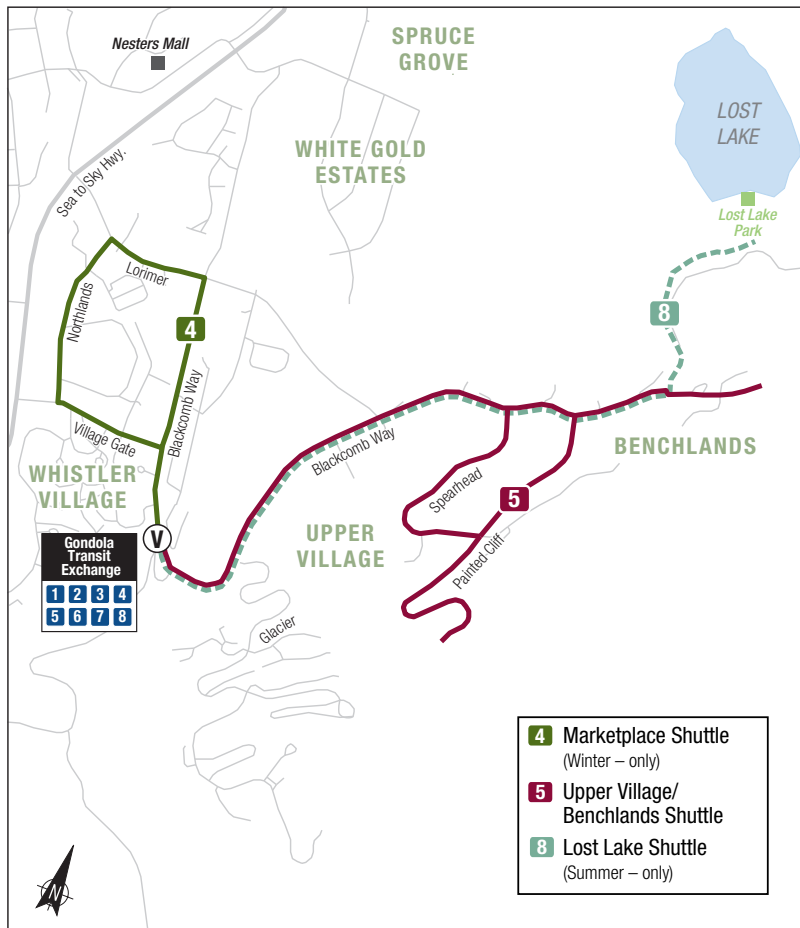 SPRUCE
GROVE
Nesters Mall
LOST
LAKE
WHITE GOLD
ESTATES
Sea to Sky Hwy.
Lost Lake
Park
Lorimer
Northlands
4
8
Blackcomb Way
Village Gate
Blackcomb Way
BENCHLANDS
WHISTLER
VILLAGE
Spearhead
5
UPPER
VILLAGE
V
Painted Cliff
Gondola
Transit
Exchange
1 2 3 4
5 6 7 8
Glacier
4 Marketplace Shuttle
(Winter – only)
5 Upper Village/
Benchlands Shuttle
8 Lost Lake Shuttle
(Summer – only)
N